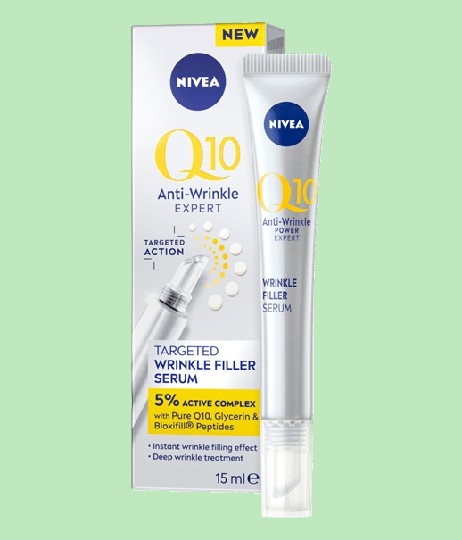 NEW
NIVEA
Q10
Anti-Wrinkle
EXPERT
TARGETED
ACTION
TARGETED
WRINKLE FILLER
SERUM
5% ACTIVE COMPLEX
with Pure Q10, Glycerin &
Bioxifill® Peptides
• Instant wrinkle filling effect
• Deep wrinkle treatment
15 ml e
NIVEA
Q10
Anti-Wrinkle
POWER
EXPERT
WRINKLE
FILLER
SERUM